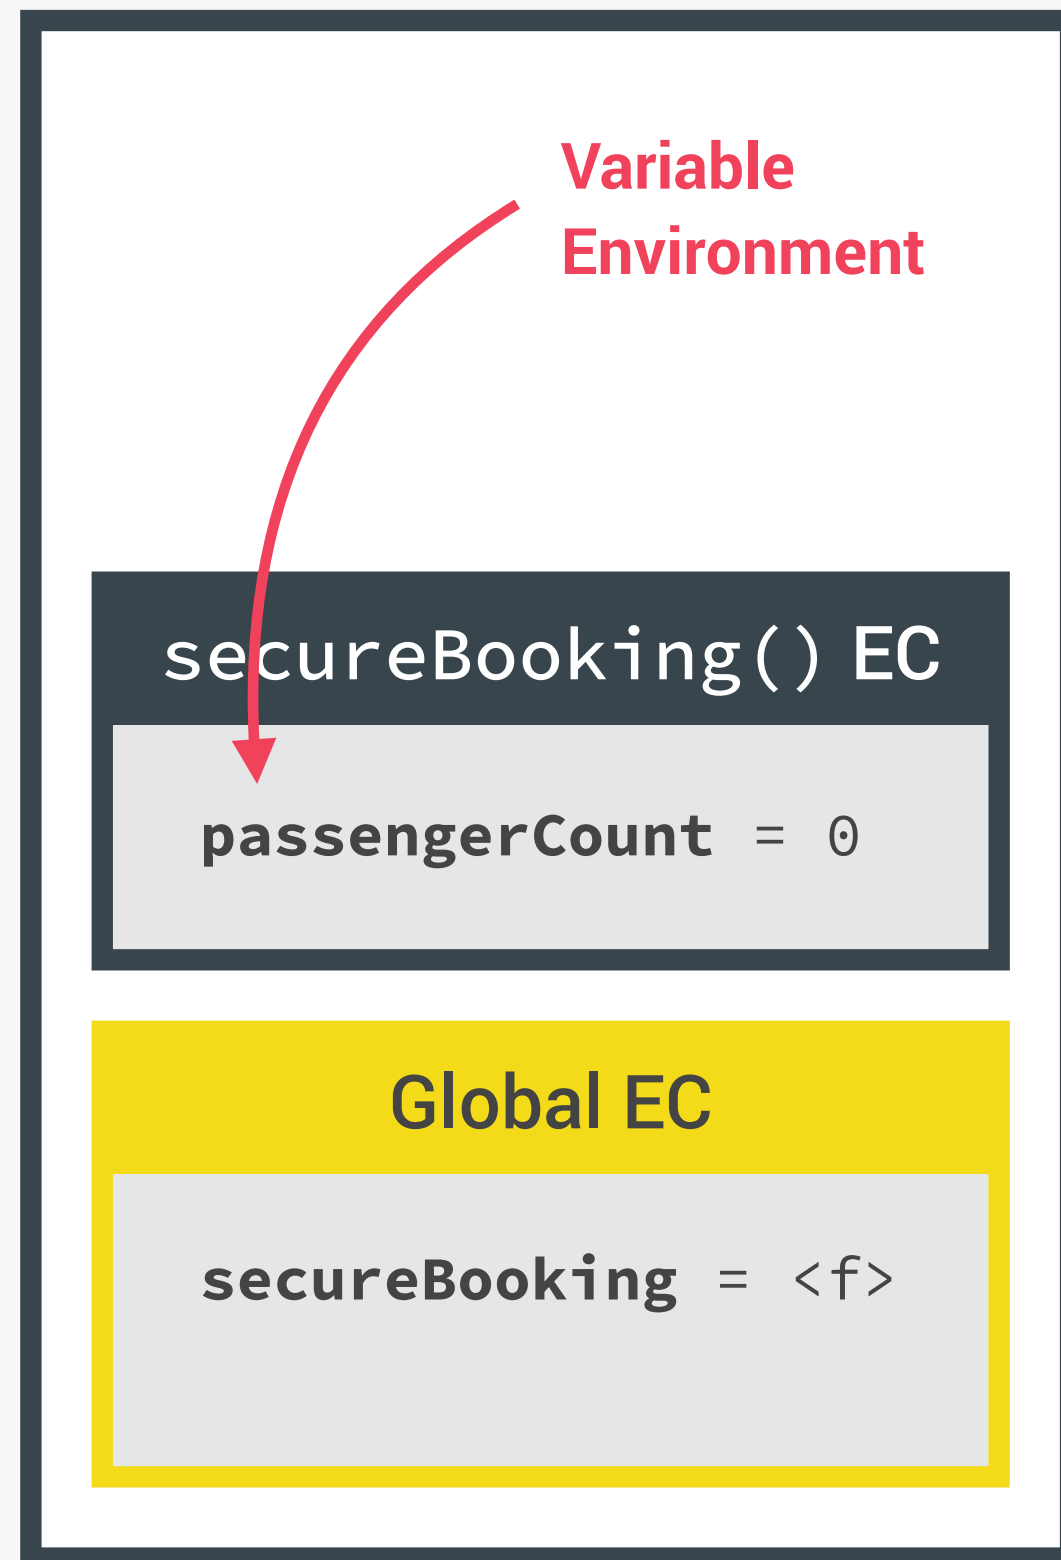 Variable
Environment
secureBooking() EC
passengerCount = 0
Global EC
secureBooking = <f>